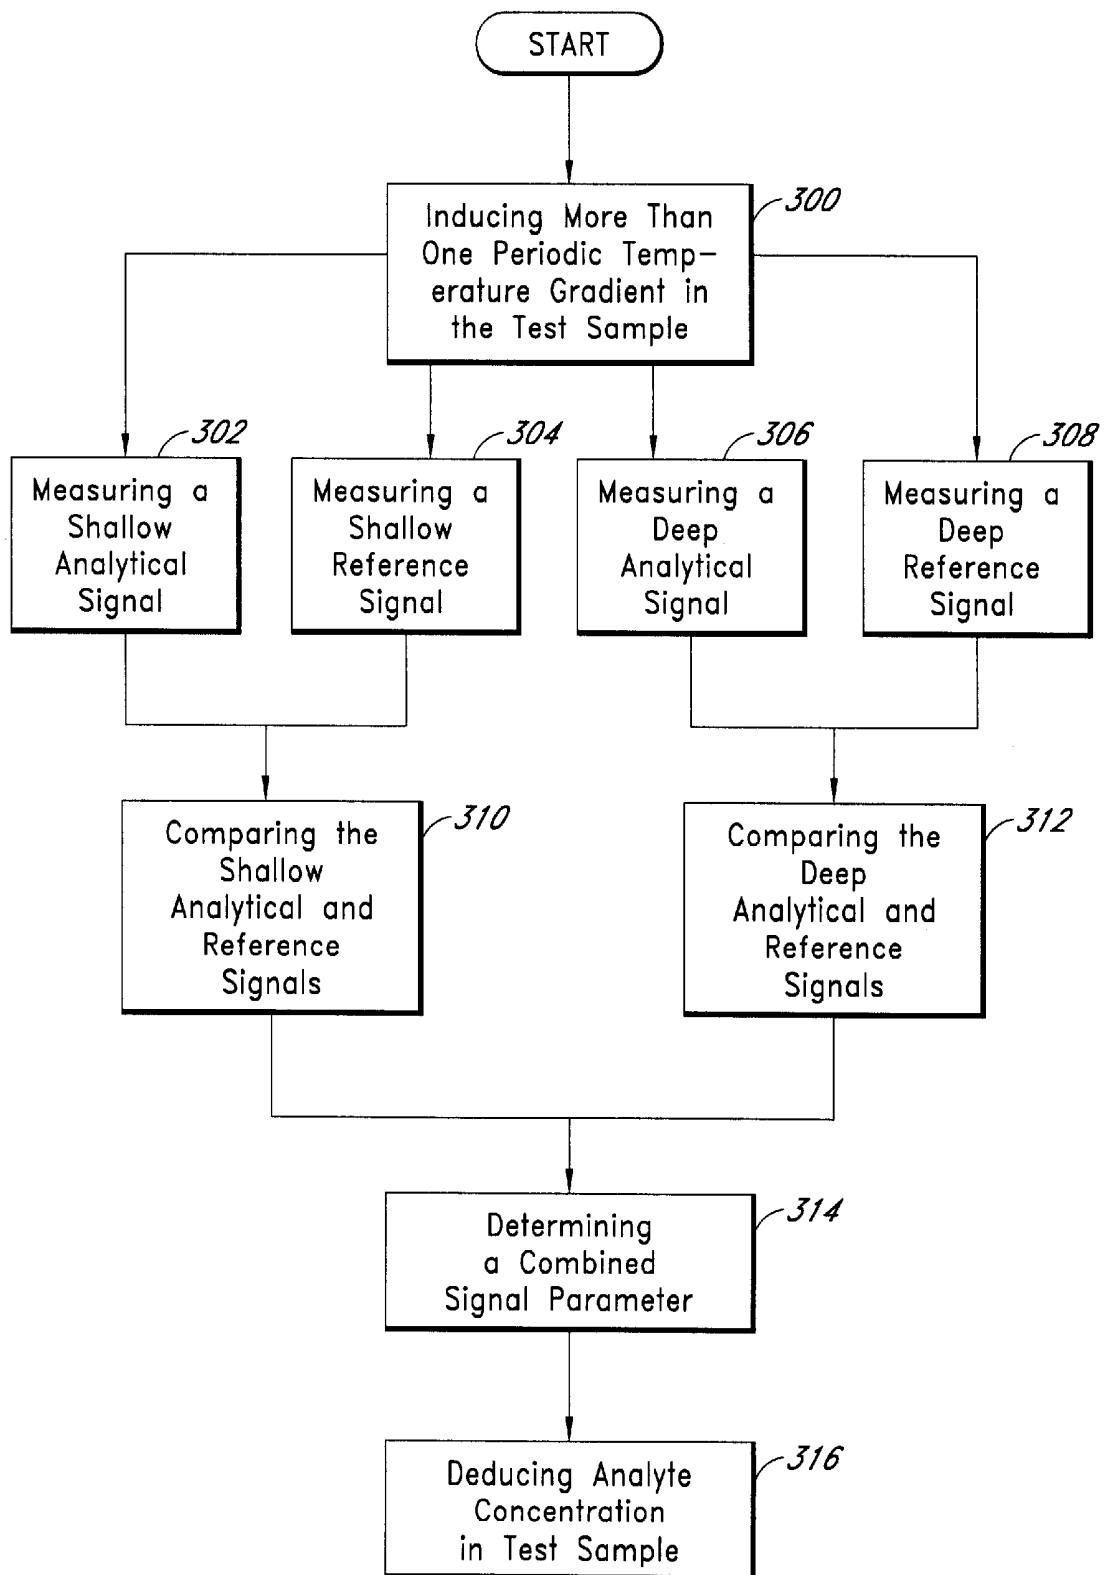 START
300
Inducing More Than
One Periodic Temp-
erature Gradient in
the Test Sample
302
Measuring a
Shallow
Analytical
Signal
304
Measuring a
Shallow
Reference
Signal
306
Measuring a
Deep
Analytical
Signal
308
Measuring a
Deep
Reference
Signal
310
Comparing the
Shallow
Analytical and
Reference
Signals
312
Comparing the
Deep
Analytical and
Reference
Signals
314
Determining
a Combined
Signal Parameter
316
Deducing Analyte
Concentration
in Test Sample